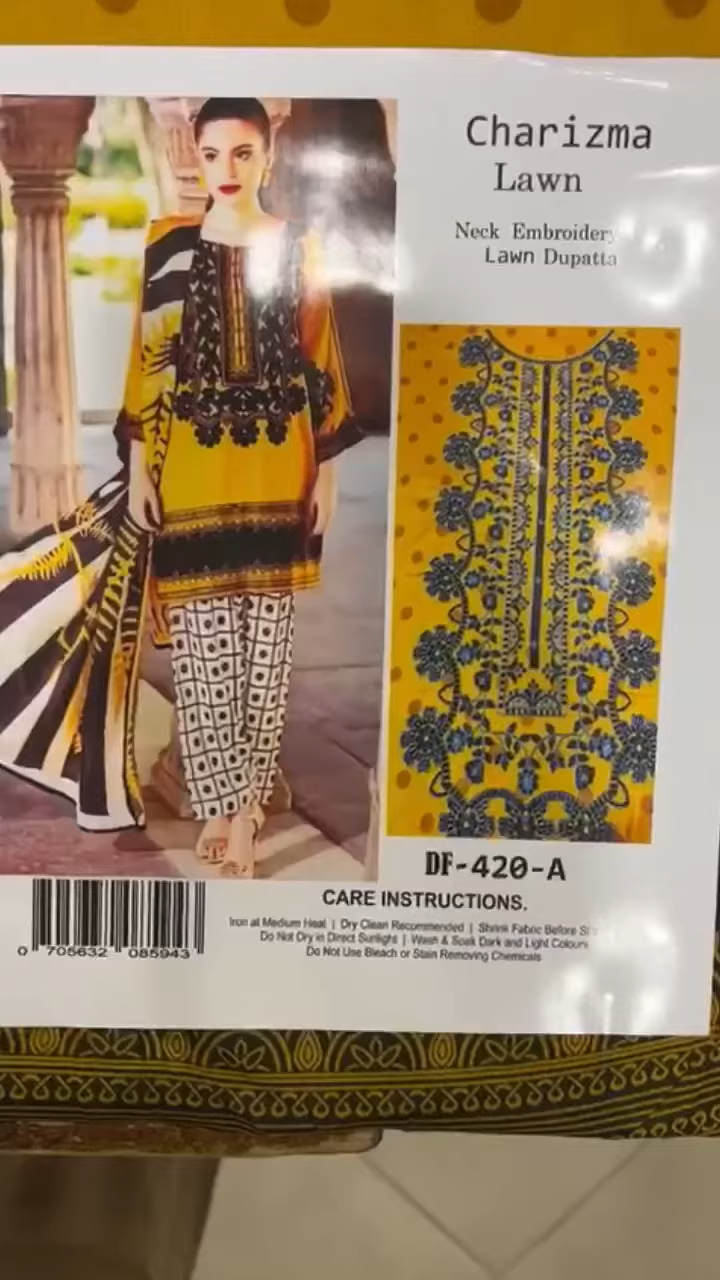 Charizma
Lawn
Neck Embroidery
Lawn Dupatta
DF-420-A
CARE INSTRUCTIONS.
Iron at Medium Heat | Dry Clean Recommended | Shrink Fabric Before
Do Not Dry in Direct Sunlight | Wash & Soak Dark and Light Colours
Do Not Use Bleach or Stain Removing Chemicals
0 705632 085943